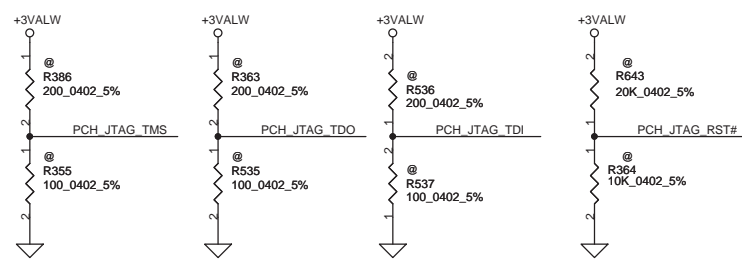 +3VALW
+3VALW
+3VALW
+3VALW
1
@
R386
200_0402_5%
2
PCH_JTAG_TMS
1
@
R355
100_0402_5%
2
1
@
R363
200_0402_5%
2
PCH_JTAG_TDO
1
@
R535
100_0402_5%
2
2
@
R536
200_0402_5%
1
PCH_JTAG_TDI
2
@
R537
100_0402_5%
1
2
@
R643
20K_0402_5%
1
PCH_JTAG_RST#
1
@
R364
10K_0402_5%
2